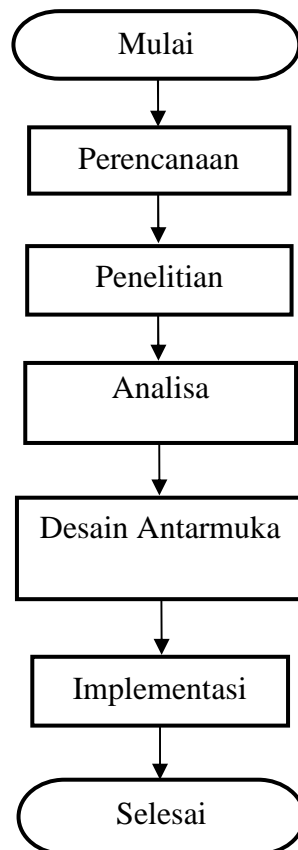 Mulai
Perencanaan
Penelitian
Analisa
Desain Antarmuka
Implementasi
Selesai